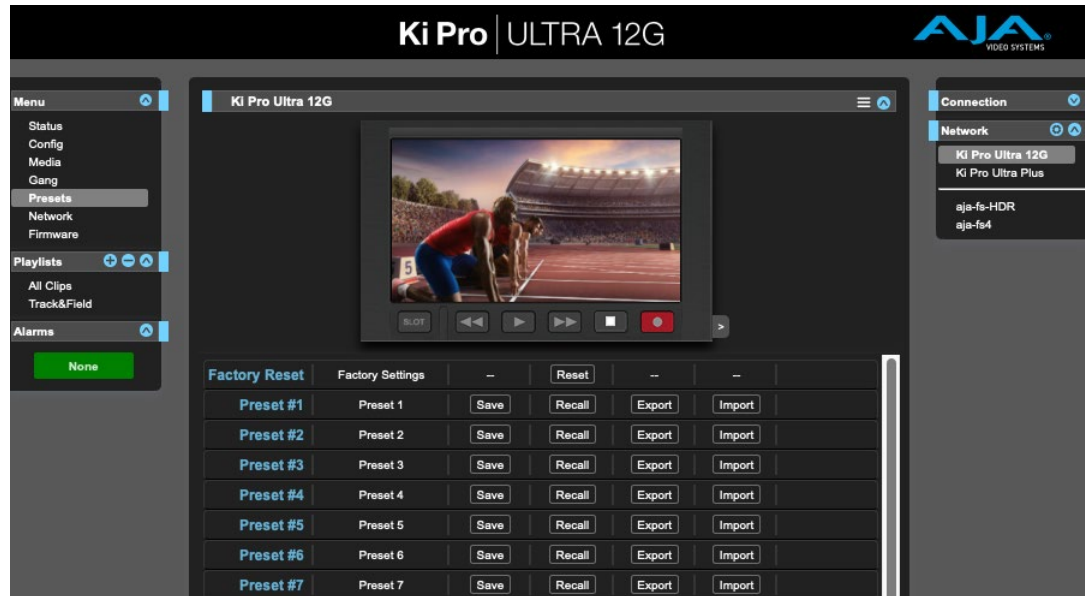 Ki Pro ULTRA 12G
AJA
VIDEO SYSTEMS
Menu
Status
Config
Media
Gang
Presets
Network
Firmware
Playlists
All Clips
Track&Field
Alarms
None
Ki Pro Ultra 12G
5
SLOT
>
Factory Reset Factory Settings -- Reset -- --
Preset #1 Preset 1 Save Recall Export Import
Preset #2 Preset 2 Save Recall Export Import
Preset #3 Preset 3 Save Recall Export Import
Preset #4 Preset 4 Save Recall Export Import
Preset #5 Preset 5 Save Recall Export Import
Preset #6 Preset 6 Save Recall Export Import
Preset #7 Preset 7 Save Recall Export Import
Connection
Network
Ki Pro Ultra 12G
Ki Pro Ultra Plus
aja-fs-HDR
aja-fs4